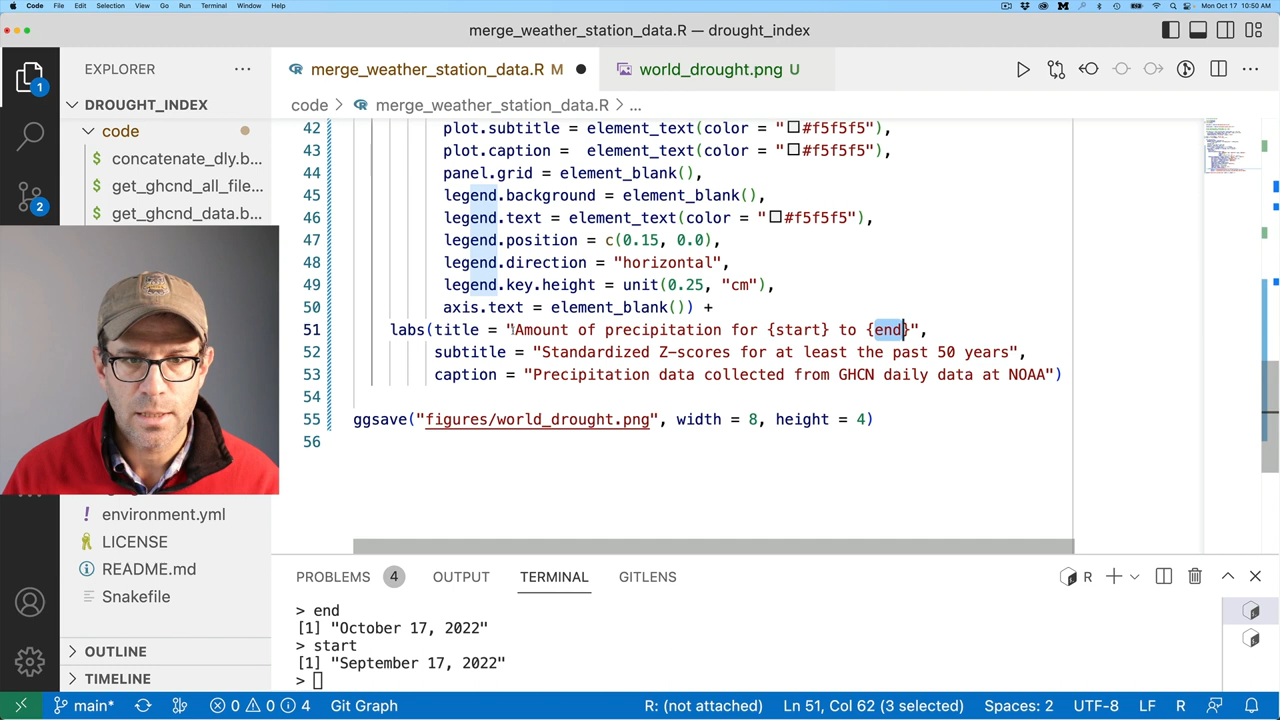 Code File Edit Selection View Go Run Terminal Window Help Mon Oct 17 10:50 AM
merge_weather_station_data.R — drought_index
EXPLORER
merge_weather_station_data.R M
world_drought.png U
DROUGHT_INDEX
code > merge_weather_station_data.R > ...
code
concatenate_dly.b...
get_ghcnd_all_file...
get_ghcnd_data.b...
1
2
42 plot.subtitle = element_text(color = "#f5f5f5"),
43 plot.caption =  element_text(color = "#f5f5f5"),
44 panel.grid = element_blank(),
45 legend.background = element_blank(),
46 legend.text = element_text(color = "#f5f5f5"),
47 legend.position = c(0.15, 0.0),
48 legend.direction = "horizontal",
49 legend.key.height = unit(0.25, "cm"),
50 axis.text = element_blank()) +
51 labs(title = "Amount of precipitation for {start} to {end}",
52 subtitle = "Standardized Z-scores for at least the past 50 years",
53 caption = "Precipitation data collected from GHCN daily data at NOAA")
54
55 ggsave("figures/world_drought.png", width = 8, height = 4)
56
environment.yml
LICENSE
README.md
Snakefile
OUTLINE
TIMELINE
PROBLEMS 4 OUTPUT TERMINAL GITLENS R
> end
[1] "October 17, 2022"
> start
[1] "September 17, 2022"
>
main* 0 0 4 Git Graph R: (not attached) Ln 51, Col 62 (3 selected) Spaces: 2 UTF-8 LF R